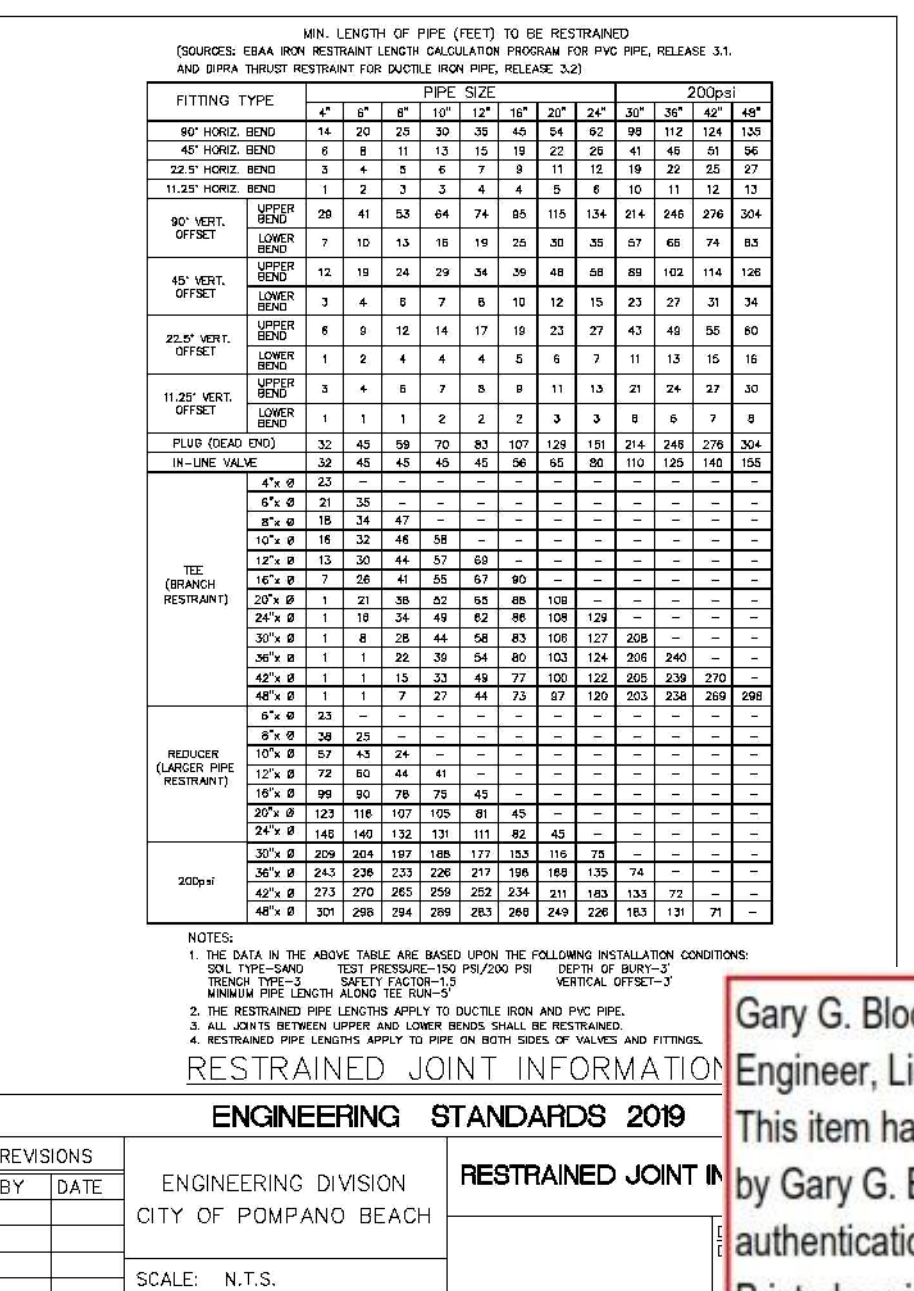 MIN. LENGTH OF PIPE (FEET) TO BE RESTRAINED
(SOURCES: EBAA IRON RESTRAINT LENGTH CALCULATION PROGRAM FOR PVC PIPE, RELEASE 3.1.
AND DIPRA THRUST RESTRAINT FOR DUCTILE IRON PIPE, RELEASE 3.2)
FITTING TYPE PIPE SIZE 200psi
4" 6" 8" 10" 12" 16" 20" 24" 30" 36" 42" 48"
90° HORIZ. BEND 14 20 25 30 35 45 54 62 98 112 124 135
45° HORIZ. BEND 6 8 11 13 15 19 22 26 41 46 51 56
22.5° HORIZ. BEND 3 4 5 6 7 9 11 12 19 22 25 27
11.25° HORIZ. BEND 1 2 3 3 4 4 5 6 10 11 12 13
90° VERT. OFFSET UPPER BEND 29 41 53 64 74 95 115 134 214 246 276 304
LOWER BEND 7 10 13 16 19 25 30 35 57 66 74 83
45° VERT. OFFSET UPPER BEND 12 19 24 29 34 39 48 56 89 102 114 126
LOWER BEND 3 4 6 7 8 10 12 15 23 27 31 34
22.5° VERT. OFFSET UPPER BEND 6 9 12 14 17 19 23 27 43 49 55 60
LOWER BEND 1 2 4 4 4 5 6 7 11 13 15 16
11.25° VERT. OFFSET UPPER BEND 3 4 6 7 8 9 11 13 21 24 27 30
LOWER BEND 1 1 1 2 2 2 3 3 6 6 7 8
PLUG (DEAD END) 32 45 59 70 83 107 129 151 214 246 276 304
IN-LINE VALVE 32 45 45 45 45 56 65 80 110 125 140 155
TEE (BRANCH RESTRAINT)
4"x Ø 23 – – – – – – – – – – –
6"x Ø 21 35 – – – – – – – – – –
8"x Ø 18 34 47 – – – – – – – – –
10"x Ø 16 32 46 58 – – – – – – – –
12"x Ø 13 30 44 57 69 – – – – – – –
16"x Ø 7 26 41 55 67 90 – – – – – –
20"x Ø 1 21 38 52 65 88 109 – – – – –
24"x Ø 1 16 34 49 62 86 108 129 – – – –
30"x Ø 1 8 28 44 58 83 106 127 208 – – –
36"x Ø 1 1 22 39 54 80 103 124 206 240 – –
42"x Ø 1 1 15 33 49 77 100 122 205 239 270 –
48"x Ø 1 1 7 27 44 73 97 120 203 238 269 298
REDUCER (LARGER PIPE RESTRAINT)
6"x Ø 23 – – – – – – – – – – –
8"x Ø 38 25 – – – – – – – – – –
10"x Ø 57 43 24 – – – – – – – – –
12"x Ø 72 60 44 41 – – – – – – – –
16"x Ø 99 90 78 75 45 – – – – – – –
20"x Ø 123 116 107 105 81 45 – – – – – –
24"x Ø 146 140 132 131 111 82 45 – – – – –
200psi
30"x Ø 209 204 197 188 177 153 116 75 – – – –
36"x Ø 243 238 233 226 217 196 168 135 74 – – –
42"x Ø 273 270 265 259 252 234 211 183 133 72 – –
48"x Ø 301 298 294 289 283 268 249 226 183 131 71 –
NOTES:
1. THE DATA IN THE ABOVE TABLE ARE BASED UPON THE FOLLOWING INSTALLATION CONDITIONS:
SOIL TYPE–SAND TEST PRESSURE–150 PSI/200 PSI DEPTH OF BURY–3'
TRENCH TYPE–3 SAFETY FACTOR–1.5 VERTICAL OFFSET–3'
MINIMUM PIPE LENGTH ALONG TEE RUN–5'
2. THE RESTRAINED PIPE LENGTHS APPLY TO DUCTILE IRON AND PVC PIPE.
3. ALL JOINTS BETWEEN UPPER AND LOWER BENDS SHALL BE RESTRAINED.
4. RESTRAINED PIPE LENGTHS APPLY TO PIPE ON BOTH SIDES OF VALVES AND FITTINGS.
RESTRAINED JOINT INFORMATION
ENGINEERING STANDARDS 2019
REVISIONS
BY DATE
ENGINEERING DIVISION
CITY OF POMPANO BEACH
SCALE: N.T.S.
RESTRAINED JOINT IN
Gary G. Bloo
Engineer, Li
This item ha
by Gary G. B
authenticatio